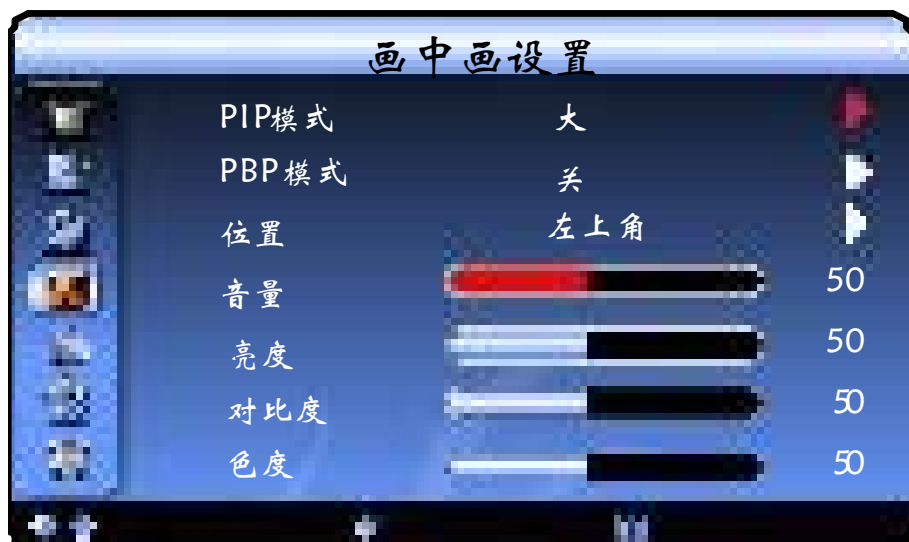 画中画设置
PIP模式 大
PBP模式 关
位置 左上角
音量 50
亮度 50
对比度 50
色度 50